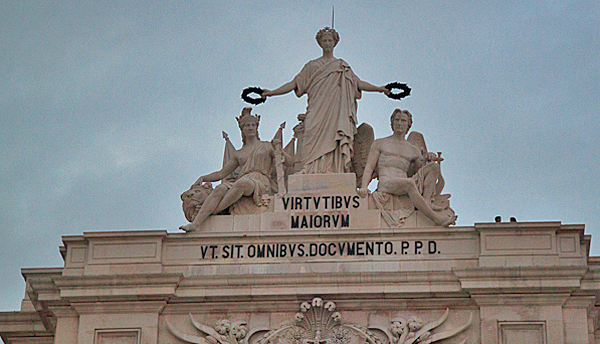 VIRTVTIBVS
MAIORVM
VT. SIT. OMNIBVS. DOCVMENTO. P. P. D.